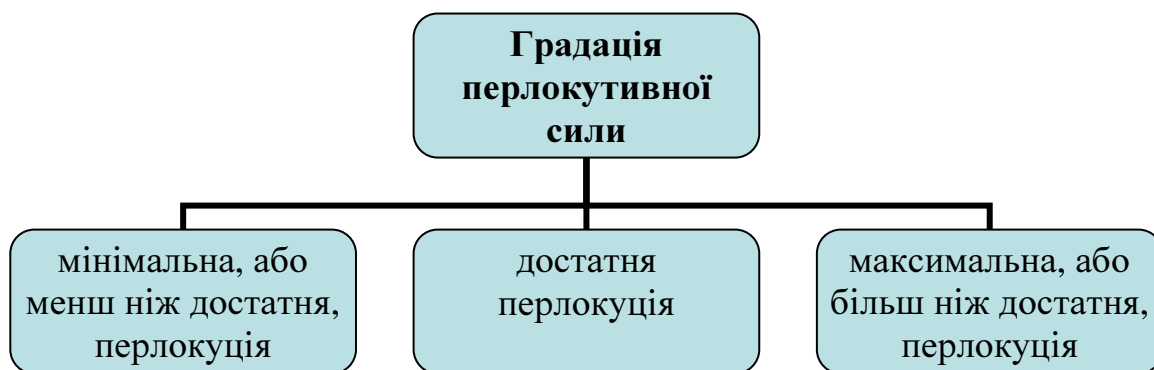 Градація
перлокутивної
сили
мінімальна, або
менш ніж достатня,
перлокуція
достатня
перлокуція
максимальна, або
більш ніж достатня,
перлокуція